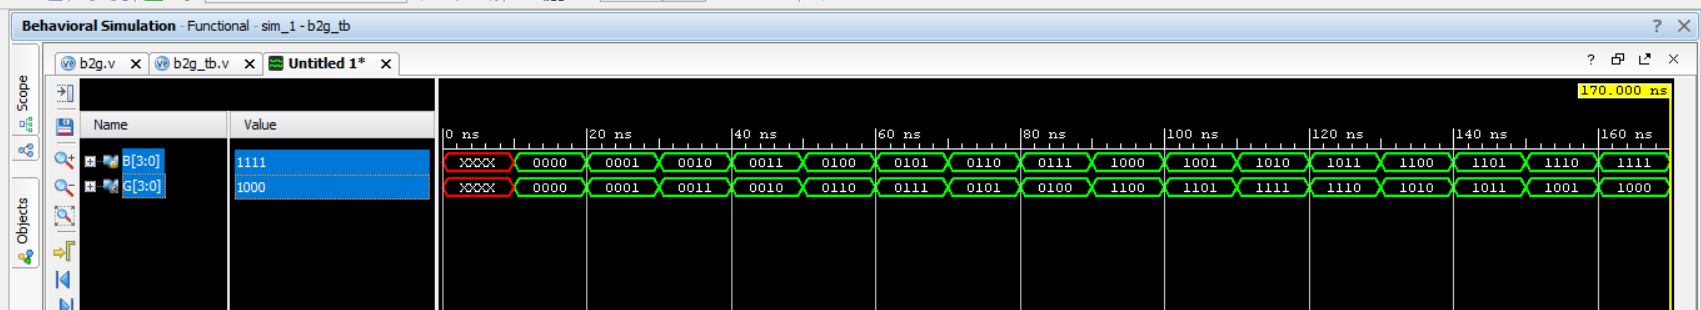 Behavioral Simulation - Functional - sim_1 - b2g_tb
Scope
Objects
b2g.v
b2g_tb.v
Untitled 1*
170.000 ns
Name Value
0 ns 20 ns 40 ns 60 ns 80 ns 100 ns 120 ns 140 ns 160 ns
B[3:0] 1111 XXXX 0000 0001 0010 0011 0100 0101 0110 0111 1000 1001 1010 1011 1100 1101 1110 1111
G[3:0] 1000 XXXX 0000 0001 0011 0010 0110 0111 0101 0100 1100 1101 1111 1110 1010 1011 1001 1000